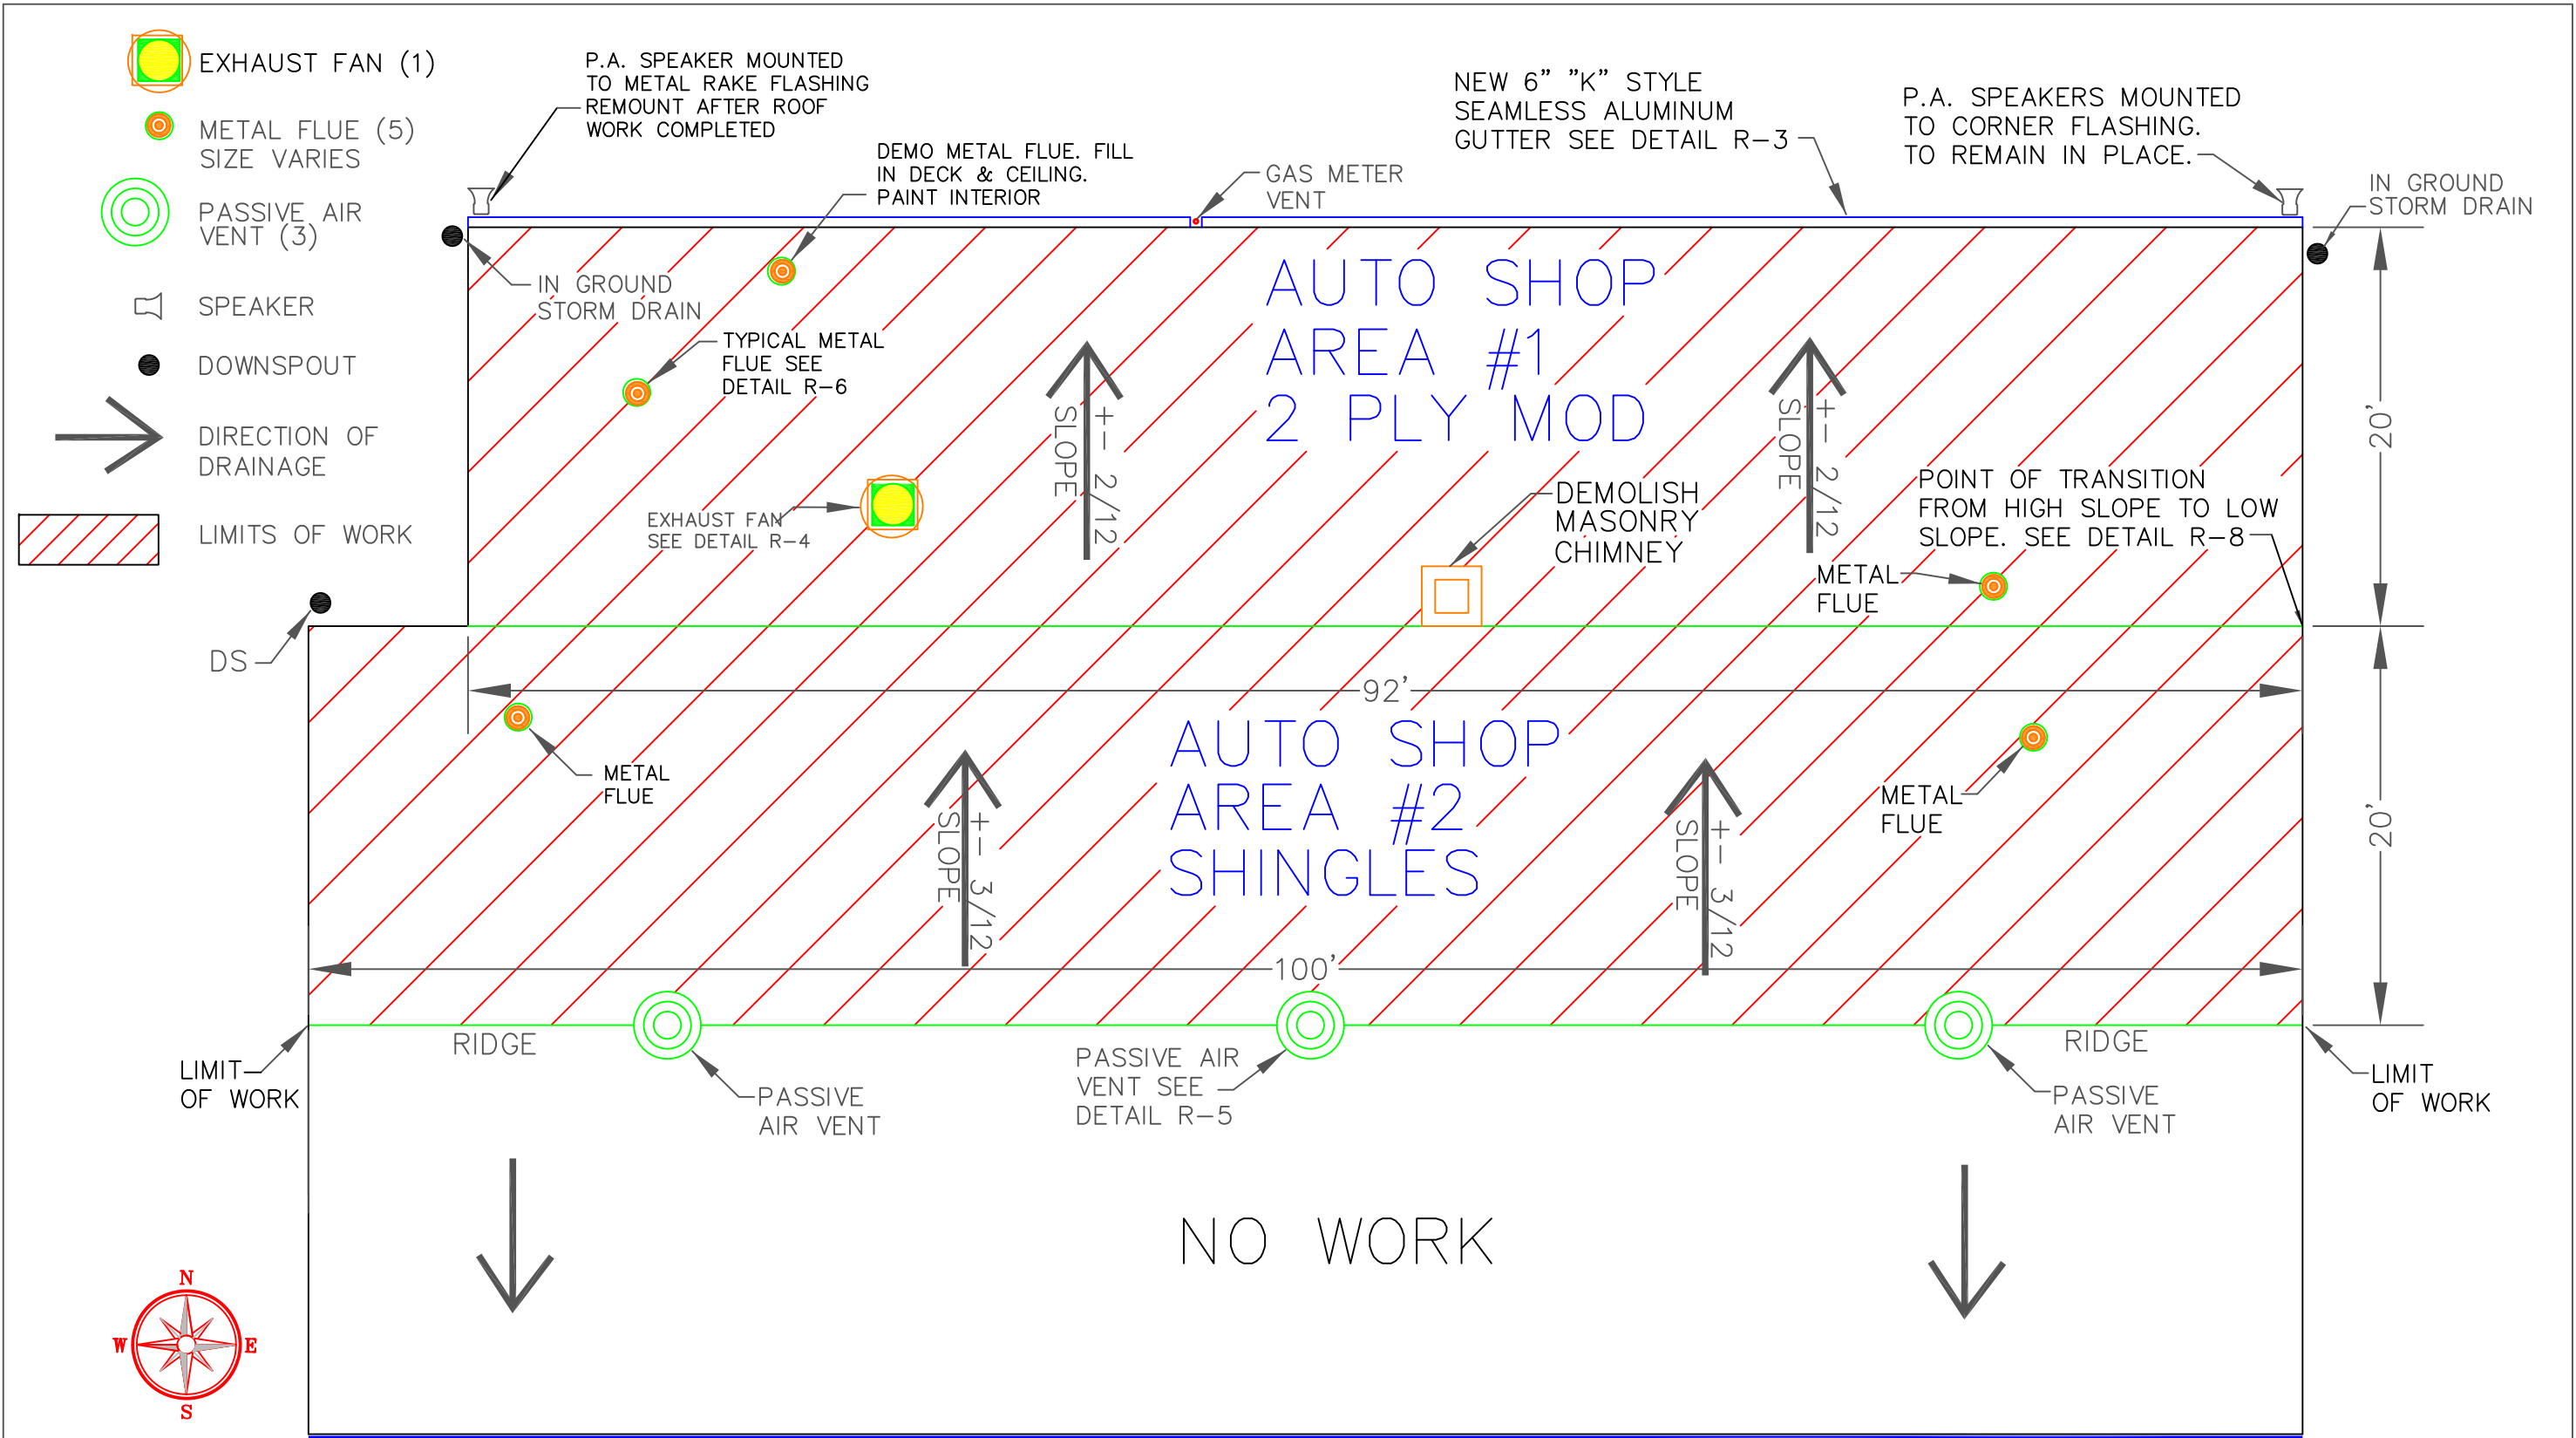 EXHAUST FAN (1)
METAL FLUE (5)
SIZE VARIES
PASSIVE AIR
VENT (3)
SPEAKER
DOWNSPOUT
DIRECTION OF
DRAINAGE
LIMITS OF WORK
P.A. SPEAKER MOUNTED
TO METAL RAKE FLASHING
REMOUNT AFTER ROOF
WORK COMPLETED
DEMO METAL FLUE. FILL
IN DECK & CEILING.
PAINT INTERIOR
GAS METER
VENT
NEW 6” ”K” STYLE
SEAMLESS ALUMINUM
GUTTER SEE DETAIL R-3
P.A. SPEAKERS MOUNTED
TO CORNER FLASHING.
TO REMAIN IN PLACE.
IN GROUND
STORM DRAIN
IN GROUND
STORM DRAIN
TYPICAL METAL
FLUE SEE
DETAIL R-6
AUTO SHOP
AREA #1
2 PLY MOD
+- 2/12
SLOPE
+- 2/12
SLOPE
20'
EXHAUST FAN
SEE DETAIL R-4
DEMOLISH
MASONRY
CHIMNEY
POINT OF TRANSITION
FROM HIGH SLOPE TO LOW
SLOPE. SEE DETAIL R-8
METAL
FLUE
DS
92'
METAL
FLUE
AUTO SHOP
AREA #2
SHINGLES
+- 3/12
SLOPE
+- 3/12
SLOPE
METAL
FLUE
20'
100'
RIDGE
RIDGE
LIMIT
OF WORK
PASSIVE
AIR VENT
PASSIVE AIR
VENT SEE
DETAIL R-5
PASSIVE
AIR VENT
LIMIT
OF WORK
NO WORK
N
W E
S